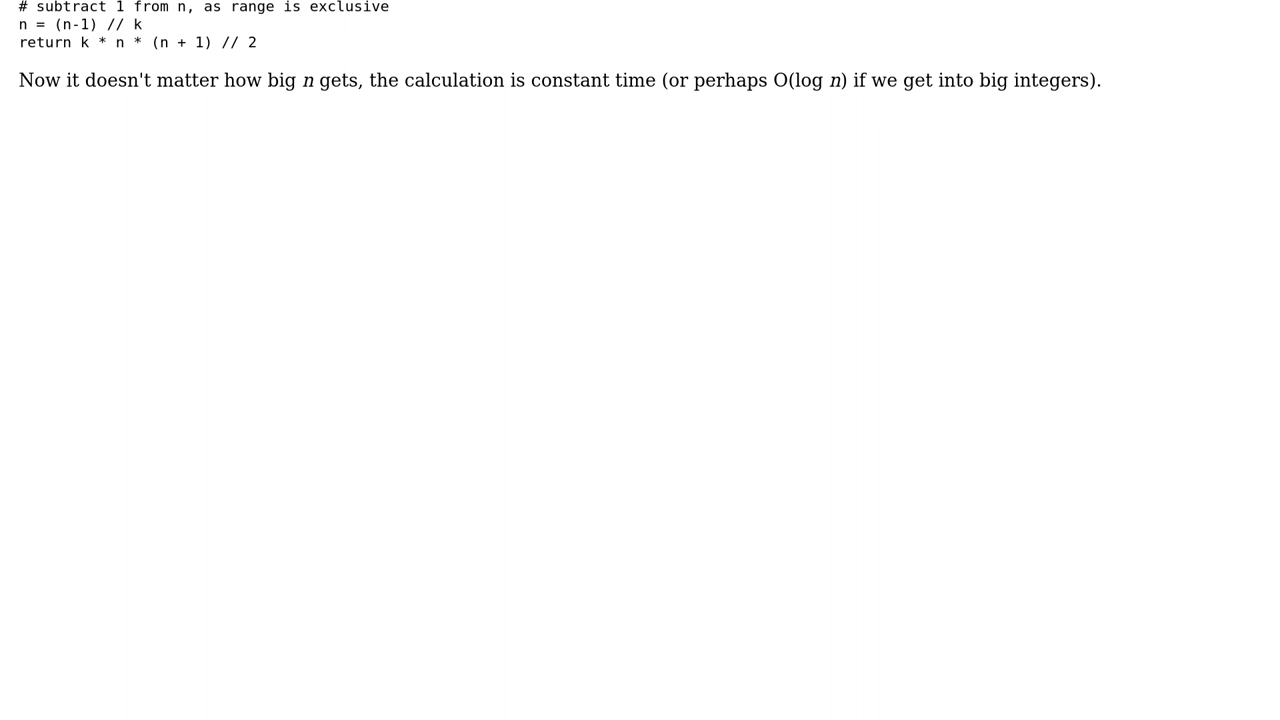 # subtract 1 from n, as range is exclusive
n = (n-1) // k
return k * n * (n + 1) // 2
Now it doesn't matter how big n gets, the calculation is constant time (or perhaps O(log n) if we get into big integers).